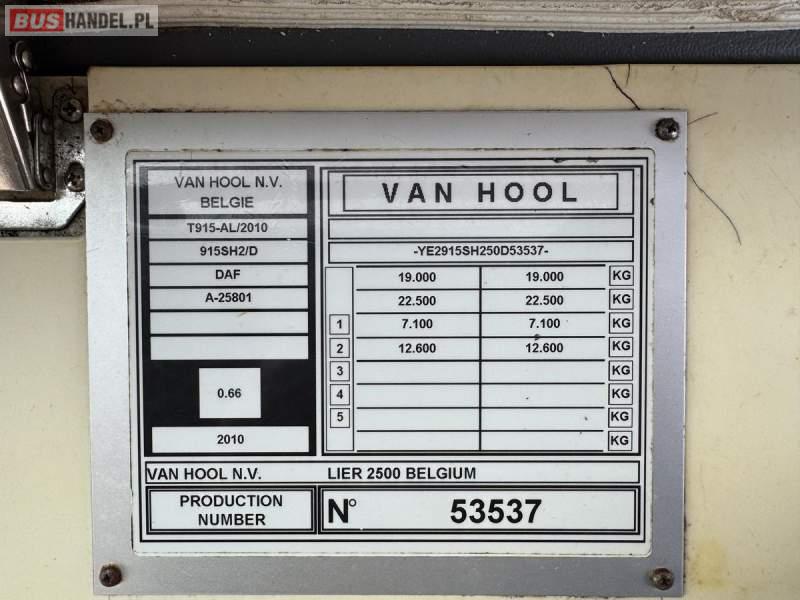 BUSHANDEL.PL
VAN HOOL N.V.
BELGIE
T915-AL/2010
915SH2/D
DAF
A-25801
0.66
2010
VAN HOOL
-YE2915SH250D53537-
19.000 19.000 KG
22.500 22.500 KG
1 7.100 7.100 KG
2 12.600 12.600 KG
3 KG
4 KG
5 KG
KG
VAN HOOL N.V. LIER 2500 BELGIUM
PRODUCTION
NUMBER
N° 53537